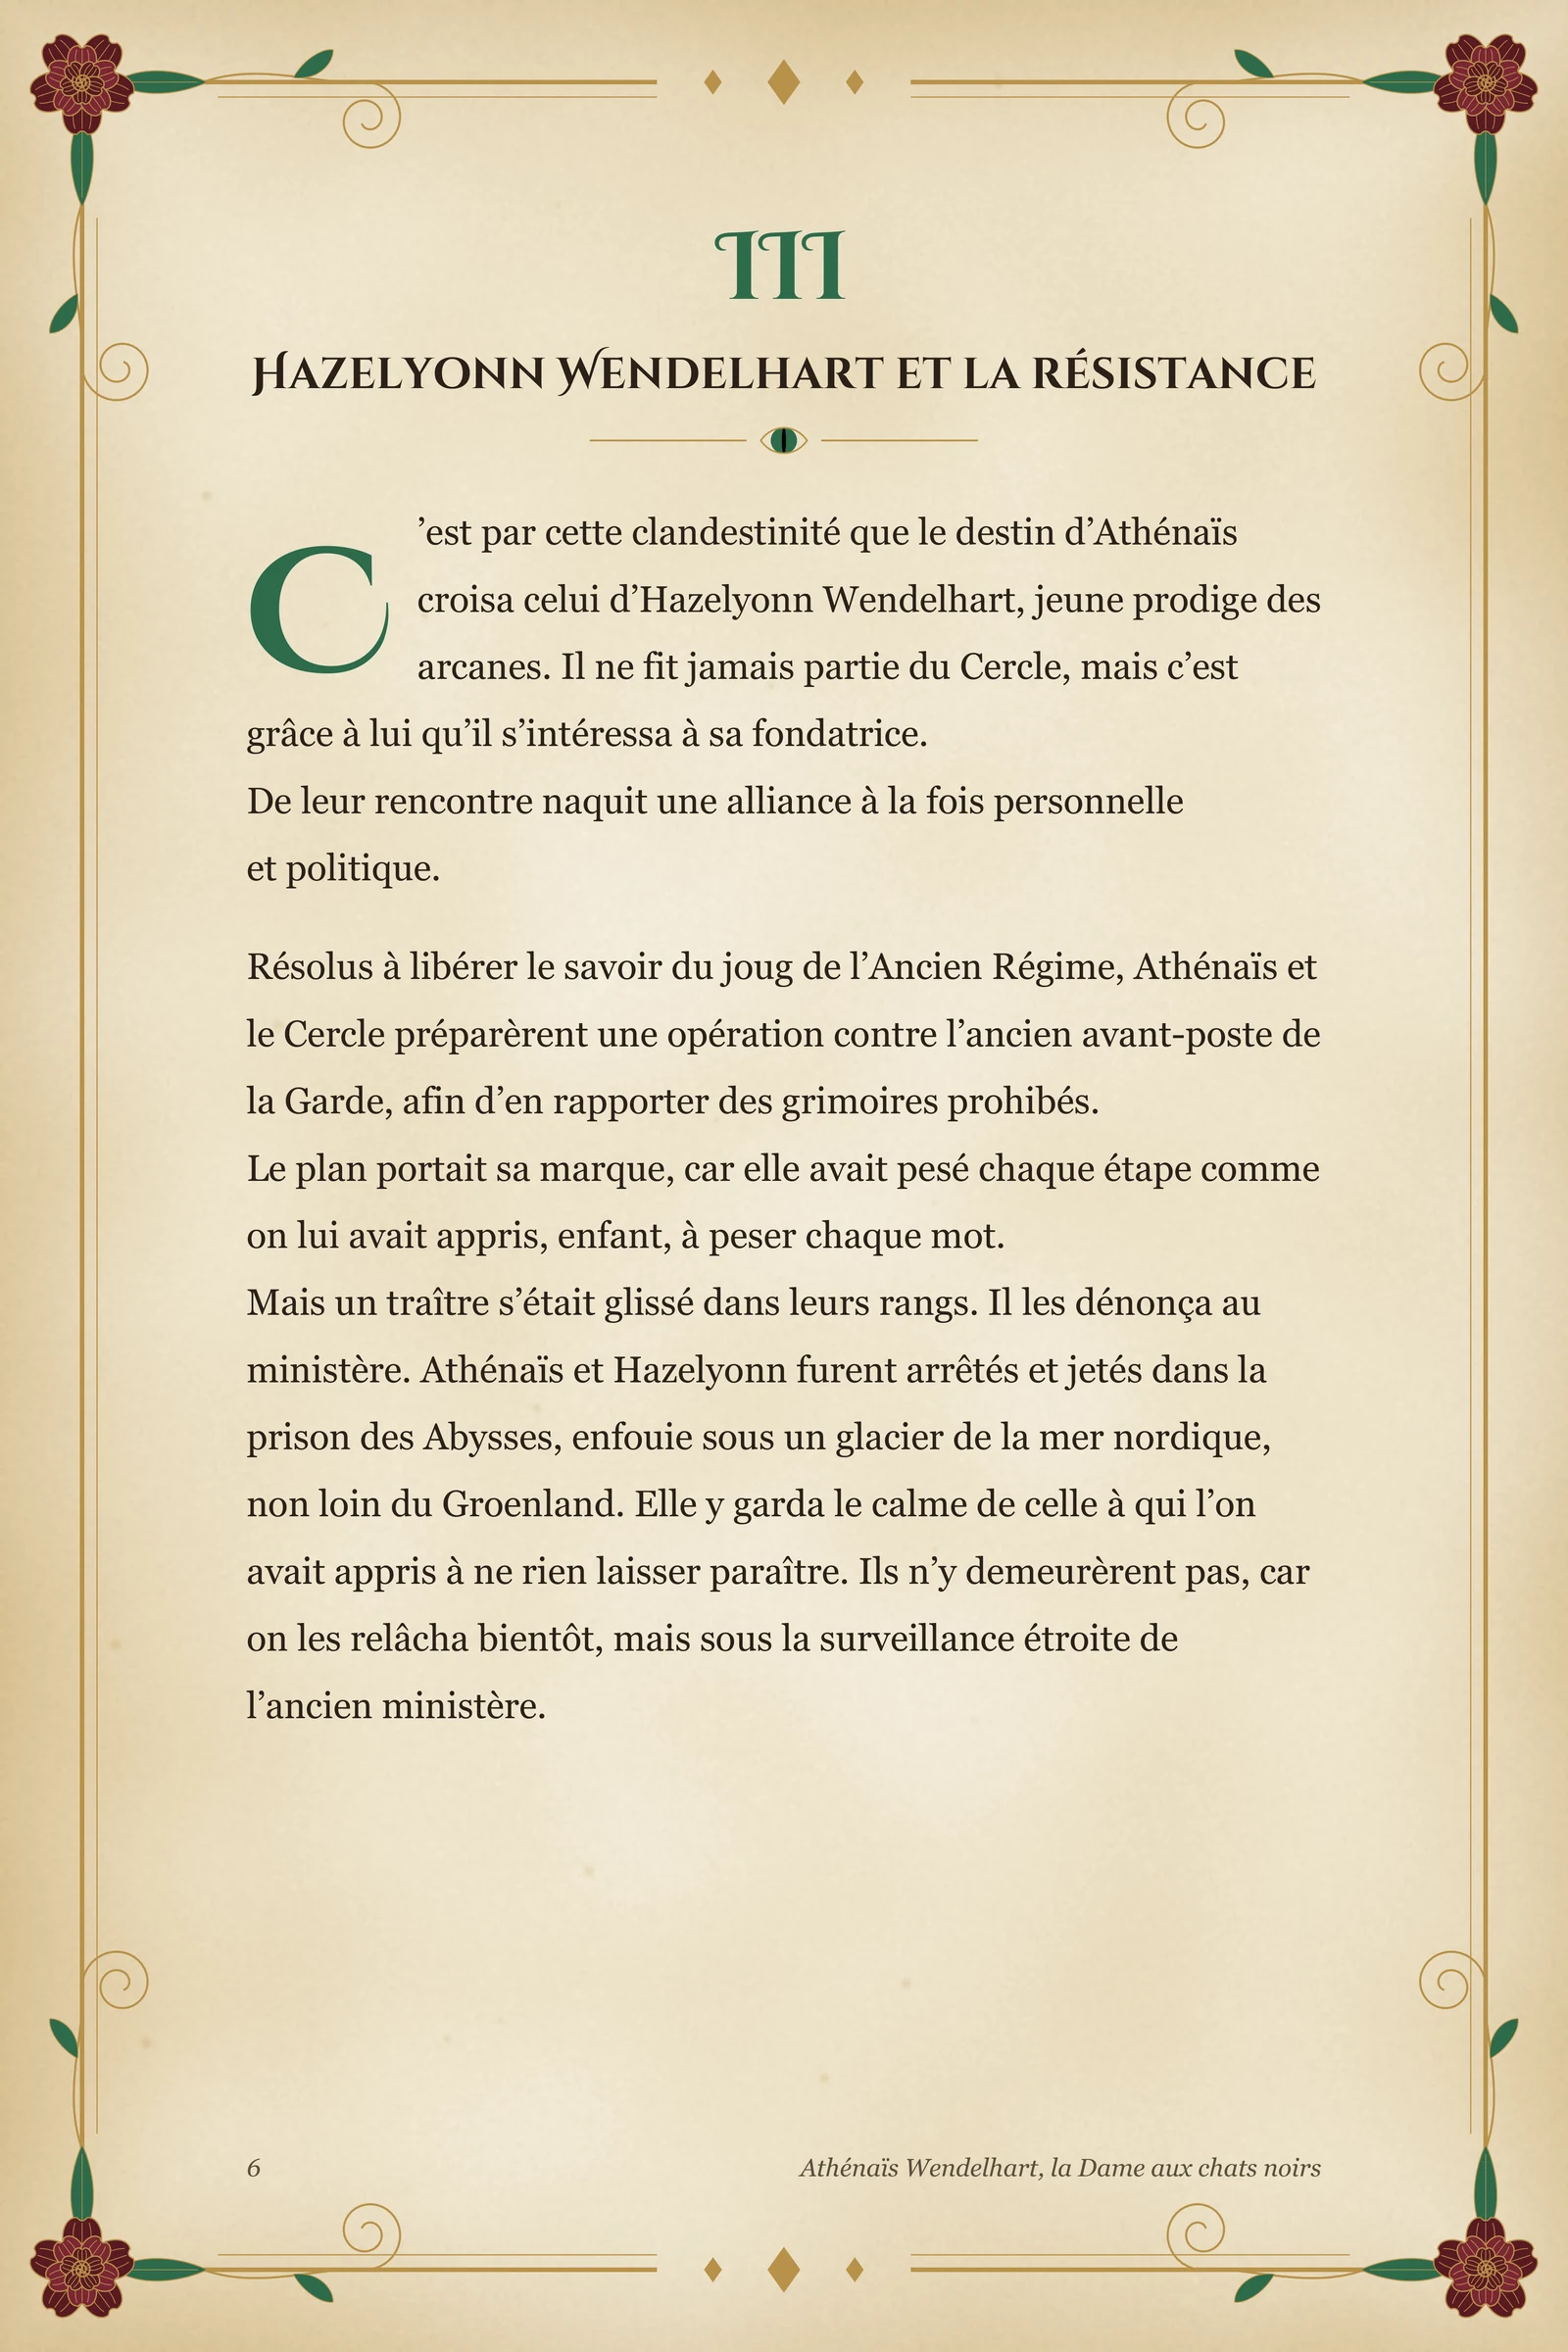 III
Hazelyonn Wendelhart et la résistance
C’est par cette clandestinité que le destin d’Athénaïs
croisa celui d’Hazelyonn Wendelhart, jeune prodige des
arcanes. Il ne fit jamais partie du Cercle, mais c’est
grâce à lui qu’il s’intéressa à sa fondatrice.
De leur rencontre naquit une alliance à la fois personnelle
et politique.
Résolus à libérer le savoir du joug de l’Ancien Régime, Athénaïs et
le Cercle préparèrent une opération contre l’ancien avant-poste de
la Garde, afin d’en rapporter des grimoires prohibés.
Le plan portait sa marque, car elle avait pesé chaque étape comme
on lui avait appris, enfant, à peser chaque mot.
Mais un traître s’était glissé dans leurs rangs. Il les dénonça au
ministère. Athénaïs et Hazelyonn furent arrêtés et jetés dans la
prison des Abysses, enfouie sous un glacier de la mer nordique,
non loin du Groenland. Elle y garda le calme de celle à qui l’on
avait appris à ne rien laisser paraître. Ils n’y demeurèrent pas, car
on les relâcha bientôt, mais sous la surveillance étroite de
l’ancien ministère.
6
Athénaïs Wendelhart, la Dame aux chats noirs